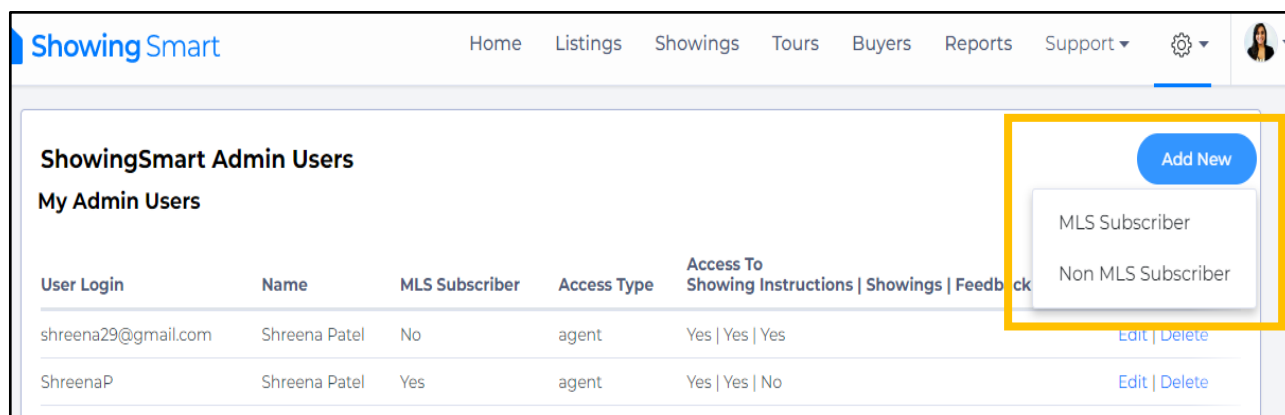 Showing Smart Home Listings Showings Tours Buyers Reports Support
ShowingSmart Admin Users
Add New
My Admin Users
MLS Subscriber
Non MLS Subscriber
Access To
User Login Name MLS Subscriber Access Type Showing Instructions | Showings | Feedback
shreena29@gmail.com Shreena Patel No agent Yes | Yes | Yes Edit | Delete
ShreenaP Shreena Patel Yes agent Yes | Yes | No Edit | Delete